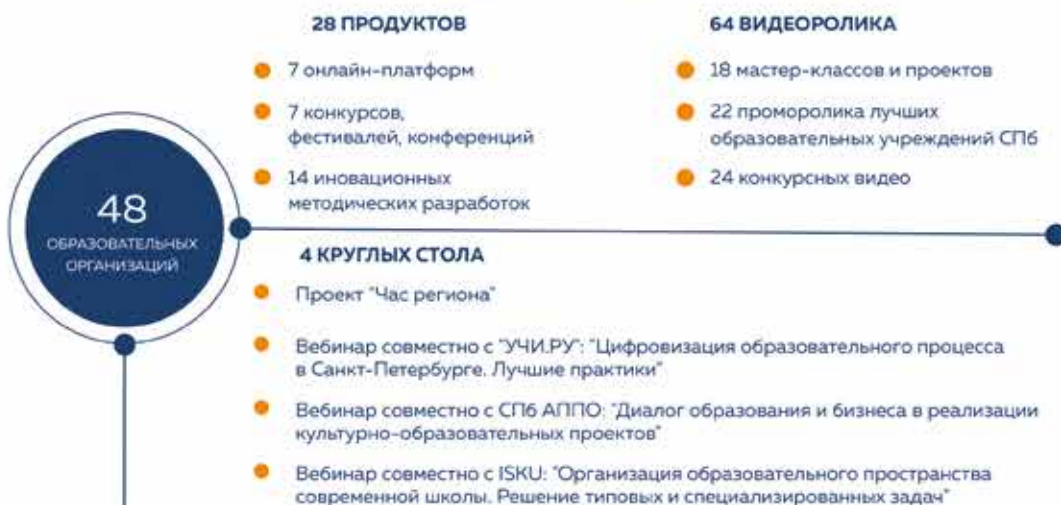 28 ПРОДУКТОВ
7 онлайн-платформ
7 конкурсов,
фестивалей, конференций
14 иновационных
методических разработок
64 ВИДЕОРОЛИКА
18 мастер-классов и проектов
22 проморолика лучших
образовательных учреждений СПб
24 конкурсных видео
48
ОБРАЗОВАТЕЛЬНЫХ
ОРГАНИЗАЦИЙ
4 КРУГЛЫХ СТОЛА
Проект "Час региона"
Вебинар совместно с "УЧИ.РУ": "Цифровизация образовательного процесса
в Санкт-Петербурге. Лучшие практики"
Вебинар совместно с СПб АППО: "Диалог образования и бизнеса в реализации
культурно-образовательных проектов"
Вебинар совместно с ISKU: "Организация образовательного пространства
современной школы. Решение типовых и специализированных задач"